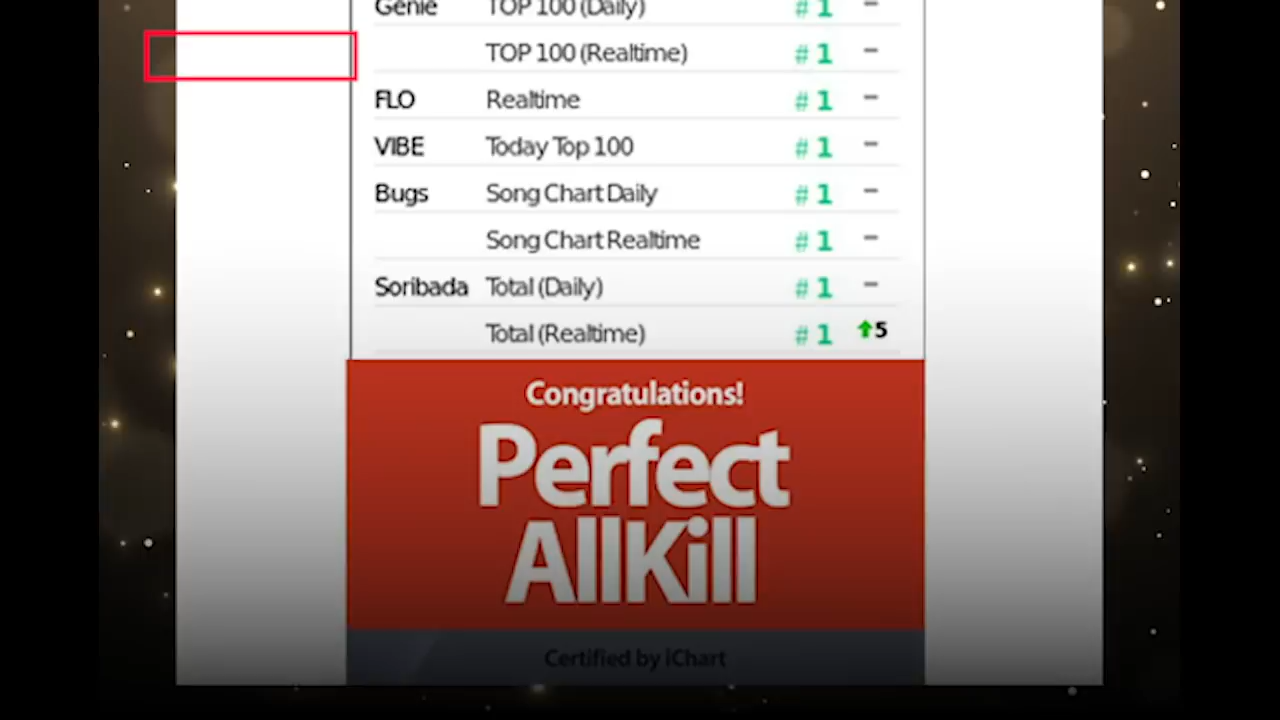 Genie TOP 100 (Daily) # 1 –
TOP 100 (Realtime) # 1 –
FLO Realtime # 1 –
VIBE Today Top 100 # 1 –
Bugs Song Chart Daily # 1 –
Song Chart Realtime # 1 –
Soribada Total (Daily) # 1 –
Total (Realtime) # 1 ↑5
Congratulations!
Perfect
AllKill
Certified by iChart